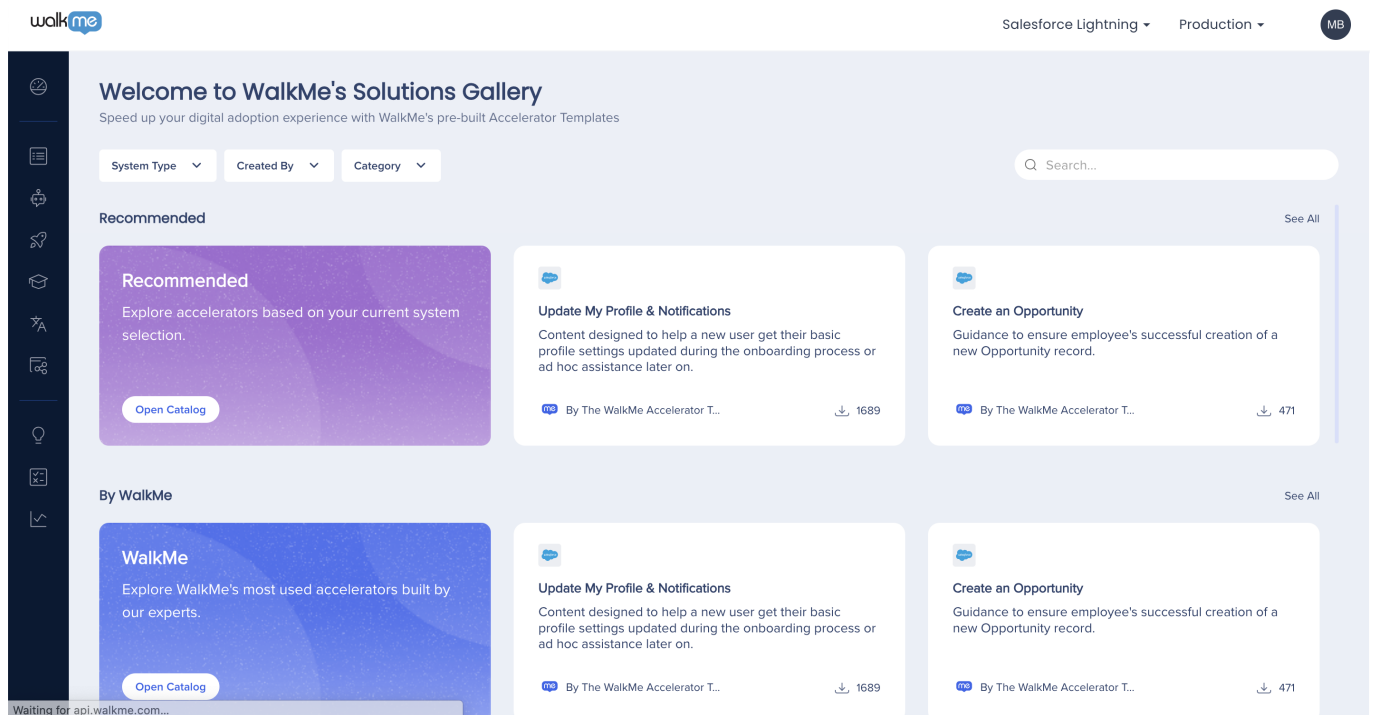 walkme
Salesforce Lightning
Production
MB
Welcome to WalkMe's Solutions Gallery
Speed up your digital adoption experience with WalkMe's pre-built Accelerator Templates
System Type
Created By
Category
Search...
Recommended
See All
Recommended
Explore accelerators based on your current system
selection.
Open Catalog
Update My Profile & Notifications
Content designed to help a new user get their basic
profile settings updated during the onboarding process or
ad hoc assistance later on.
me By The WalkMe Accelerator T...
1689
Create an Opportunity
Guidance to ensure employee's successful creation of a
new Opportunity record.
me By The WalkMe Accelerator T...
471
By WalkMe
See All
WalkMe
Explore WalkMe's most used accelerators built by
our experts.
Open Catalog
Update My Profile & Notifications
Content designed to help a new user get their basic
profile settings updated during the onboarding process or
ad hoc assistance later on.
me By The WalkMe Accelerator T...
1689
Create an Opportunity
Guidance to ensure employee's successful creation of a
new Opportunity record.
me By The WalkMe Accelerator T...
471
Waiting for api.walkme.com...